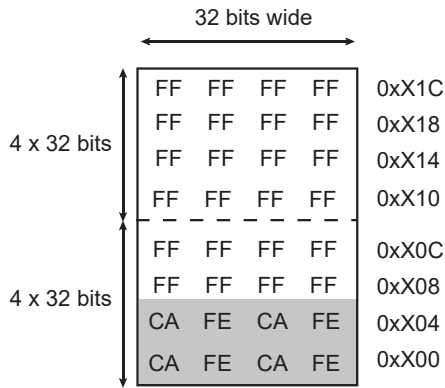 32 bits wide
FF FF FF FF 0xX1C
FF FF FF FF 0xX18
4 x 32 bits
FF FF FF FF 0xX14
FF FF FF FF 0xX10
FF FF FF FF 0xX0C
FF FF FF FF 0xX08
4 x 32 bits
CA FE CA FE 0xX04
CA FE CA FE 0xX00